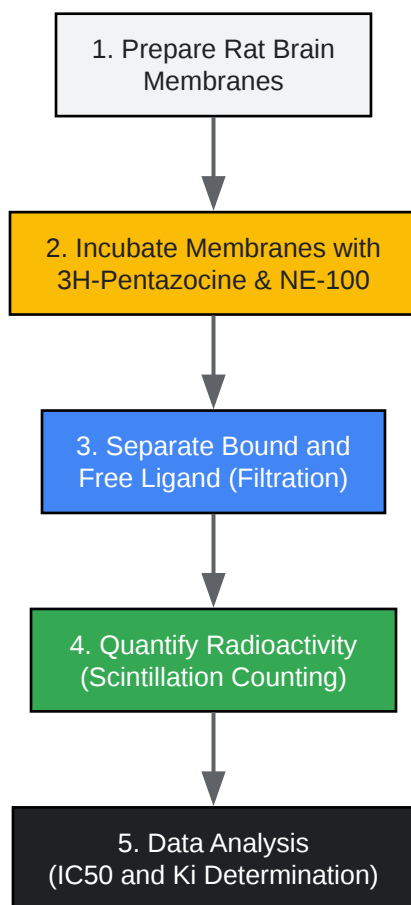 1. Prepare Rat Brain
Membranes
2. Incubate Membranes with
3H-Pentazocine & NE-100
3. Separate Bound and
Free Ligand (Filtration)
4. Quantify Radioactivity
(Scintillation Counting)
5. Data Analysis
(IC50 and Ki Determination)